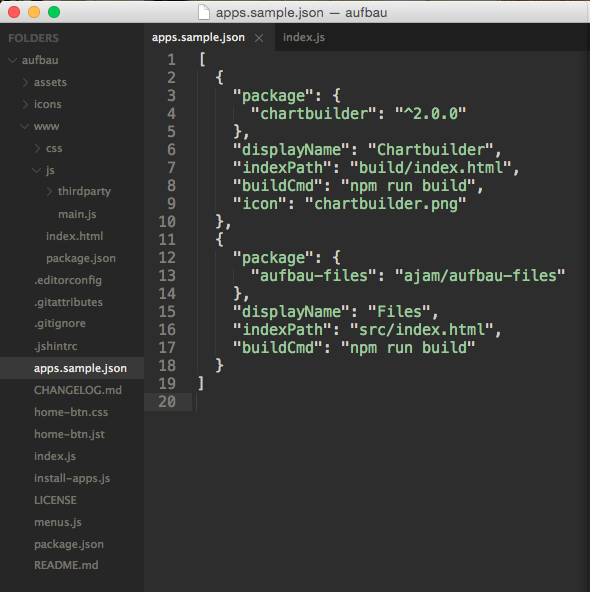 apps.sample.json — aufbau
FOLDERS
aufbau
assets
icons
www
css
js
thirdparty
main.js
index.html
package.json
.editorconfig
.gitattributes
.gitignore
.jshintrc
apps.sample.json
CHANGELOG.md
home-btn.css
home-btn.jst
index.js
install-apps.js
LICENSE
menus.js
package.json
README.md
apps.sample.json × index.js
1 [
2 {
3 "package": {
4 "chartbuilder": "^2.0.0"
5 },
6 "displayName": "Chartbuilder",
7 "indexPath": "build/index.html",
8 "buildCmd": "npm run build",
9 "icon": "chartbuilder.png"
10 },
11 {
12 "package": {
13 "aufbau-files": "ajam/aufbau-files"
14 },
15 "displayName": "Files",
16 "indexPath": "src/index.html",
17 "buildCmd": "npm run build"
18 }
19 ]
20